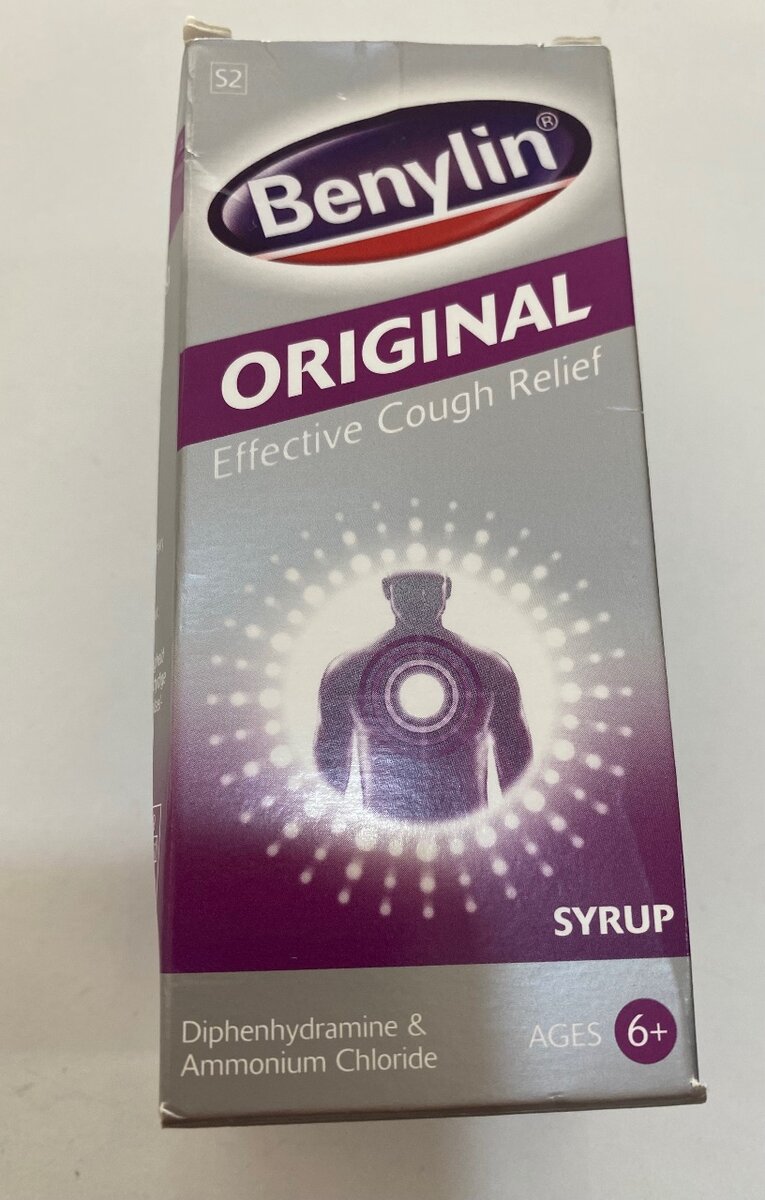 S2
Benylin®
ORIGINAL
Effective Cough Relief
SYRUP
Diphenhydramine &
Ammonium Chloride
AGES 6+